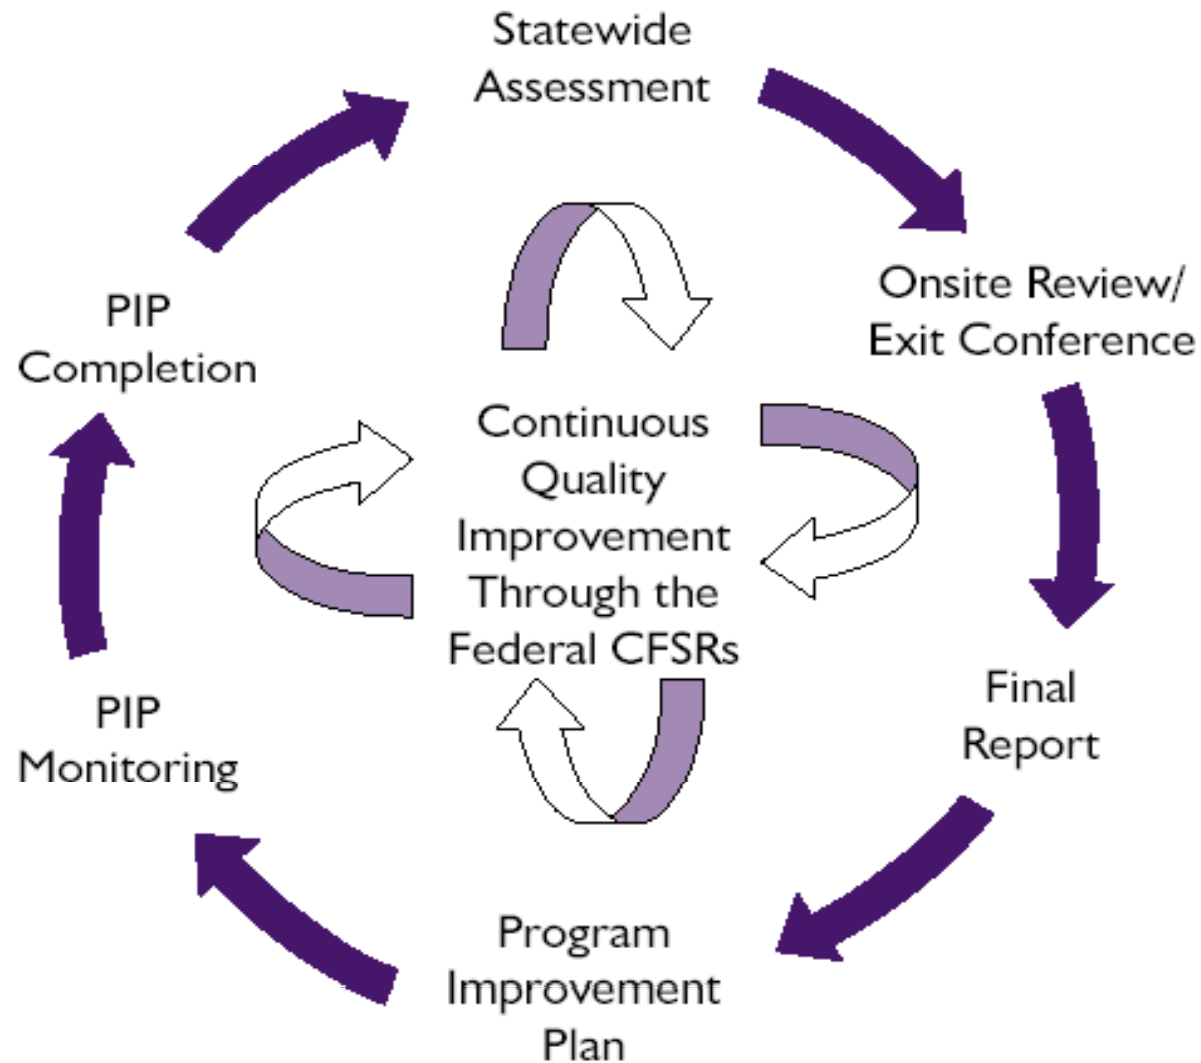 Statewide
Assessment
Onsite Review/
Exit Conference
Final
Report
Program
Improvement
Plan
PIP
Monitoring
PIP
Completion
Continuous
Quality
Improvement
Through the
Federal CFSRs